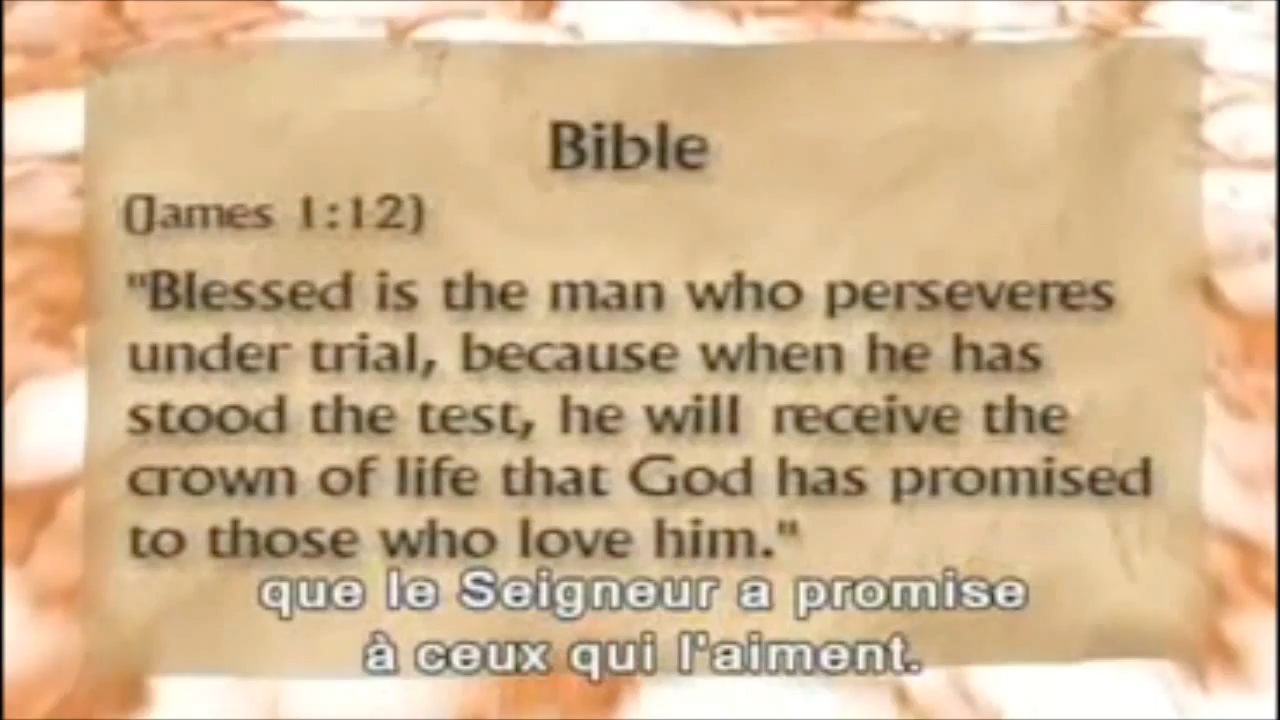 Bible
(James 1:12)
"Blessed is the man who perseveres
under trial, because when he has
stood the test, he will receive the
crown of life that God has promised
to those who love him."
que le Seigneur a promise
à ceux qui l'aiment.